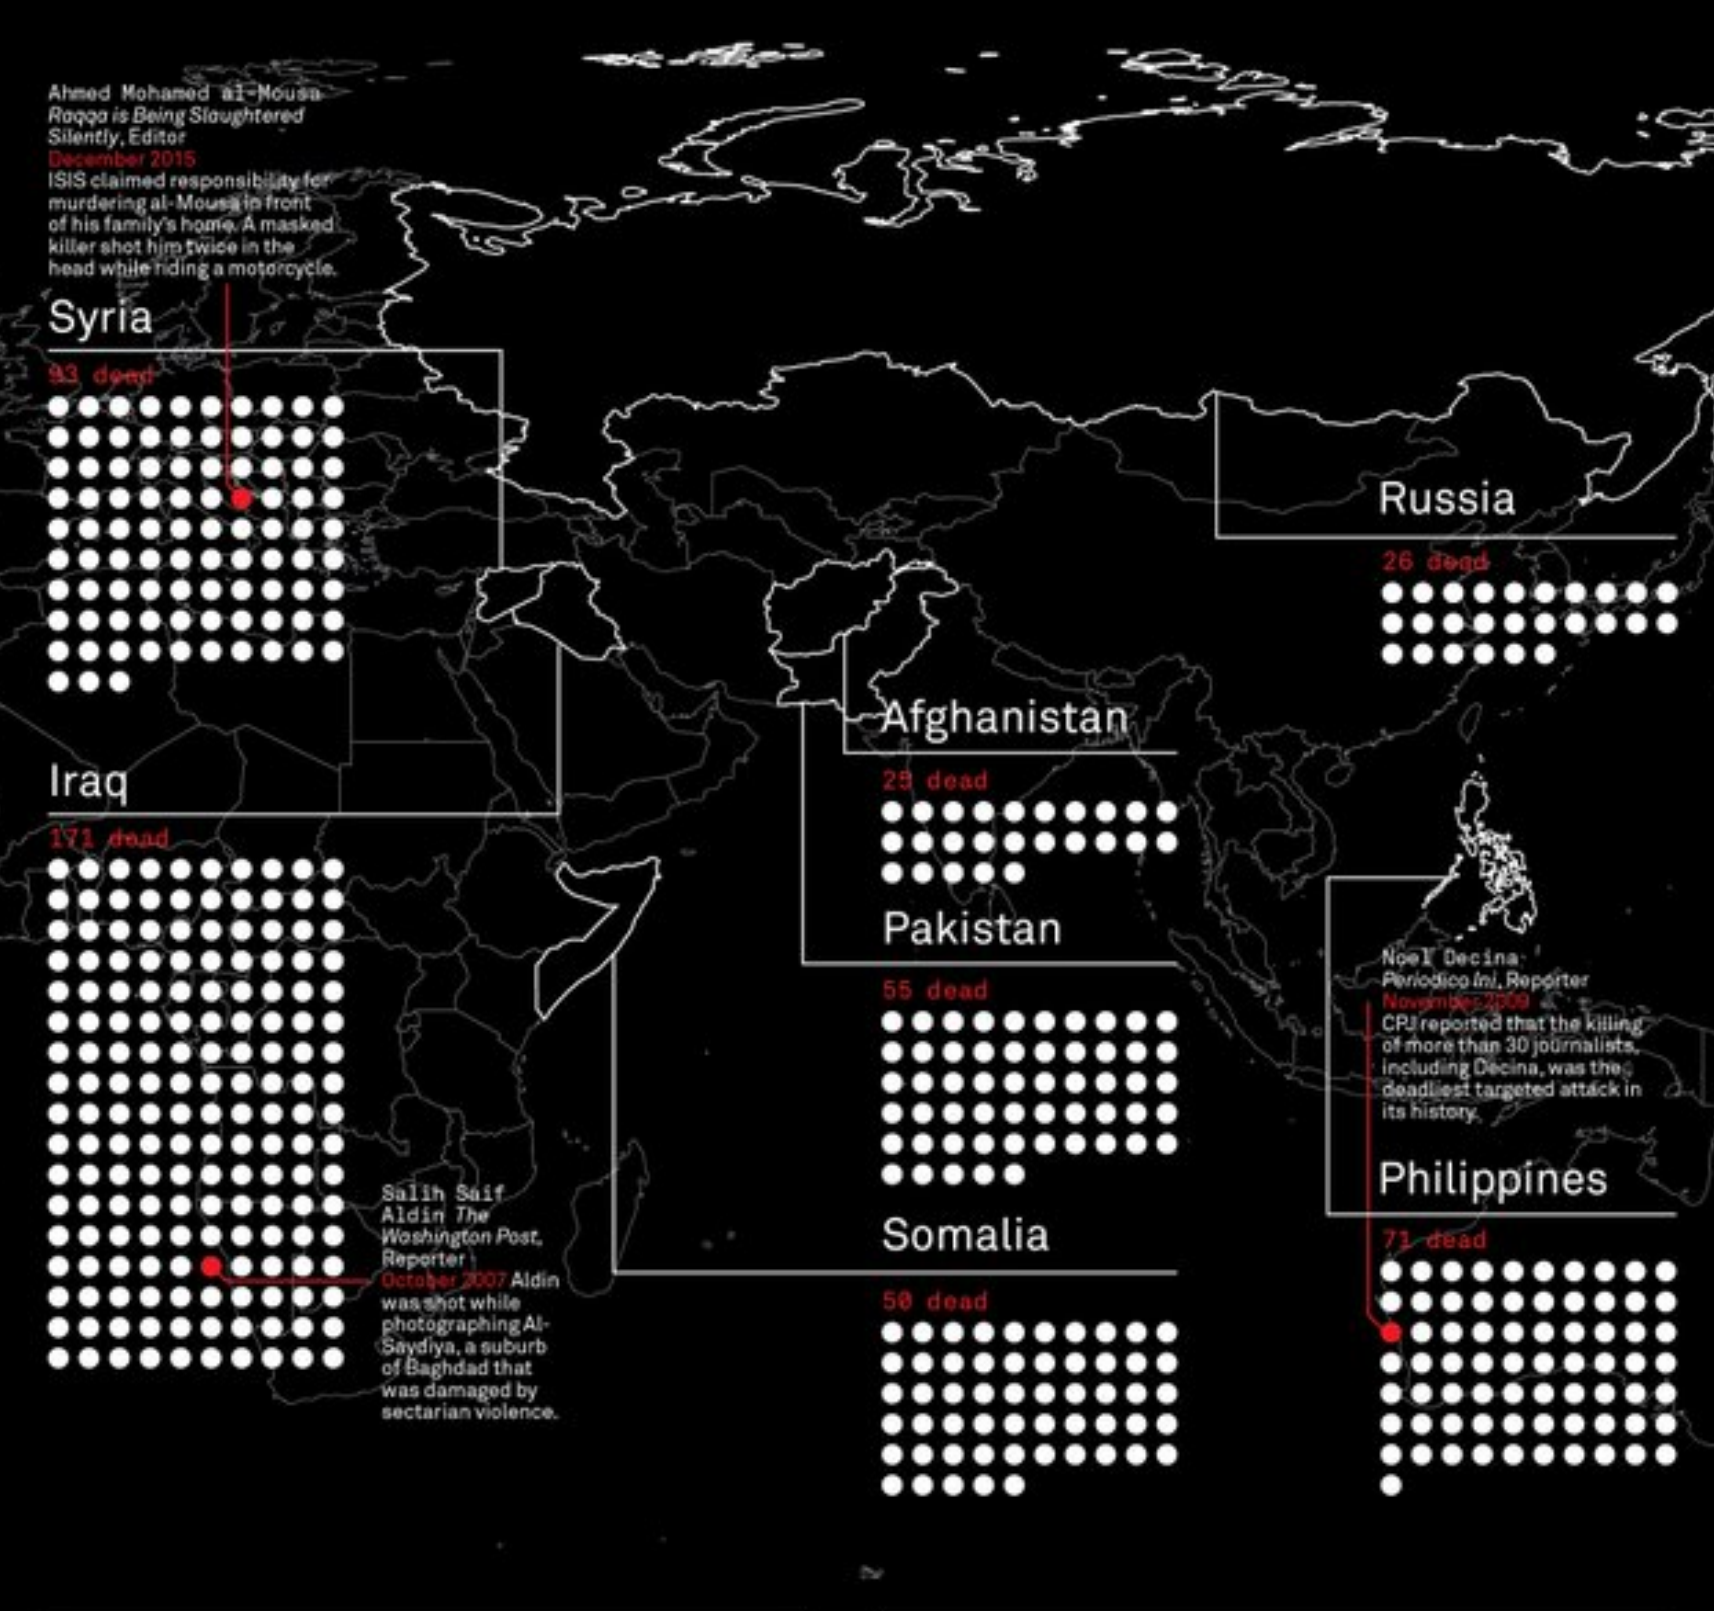 Ahmed Mohamed al-Mousa
Raqqa is Being Slaughtered
Silently, Editor
December 2015
ISIS claimed responsibility for
murdering al-Mousa in front
of his family's home. A masked
killer shot him twice in the
head while riding a motorcycle.
Syria
93 dead
Iraq
171 dead
Salih Saif
Aldin The
Washington Post,
Reporter
October 2007 Aldin
was shot while
photographing Al-
Saydiya, a suburb
of Baghdad that
was damaged by
sectarian violence.
Russia
26 dead
Afghanistan
25 dead
Pakistan
55 dead
Somalia
50 dead
Noel Decina
Periodico Ini, Reporter
November 2009
CPJ reported that the killing
of more than 30 journalists,
including Decina, was the
deadliest targeted attack in
its history.
Philippines
71 dead